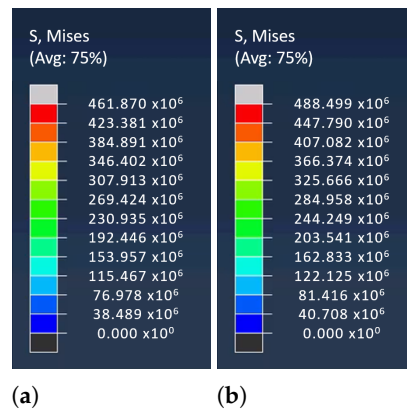 S, Mises
(Avg: 75%)
461.870 x10⁶
423.381 x10⁶
384.891 x10⁶
346.402 x10⁶
307.913 x10⁶
269.424 x10⁶
230.935 x10⁶
192.446 x10⁶
153.957 x10⁶
115.467 x10⁶
76.978 x10⁶
38.489 x10⁶
0.000 x10⁰
(a)
S, Mises
(Avg: 75%)
488.499 x10⁶
447.790 x10⁶
407.082 x10⁶
366.374 x10⁶
325.666 x10⁶
284.958 x10⁶
244.249 x10⁶
203.541 x10⁶
162.833 x10⁶
122.125 x10⁶
81.416 x10⁶
40.708 x10⁶
0.000 x10⁰
(b)